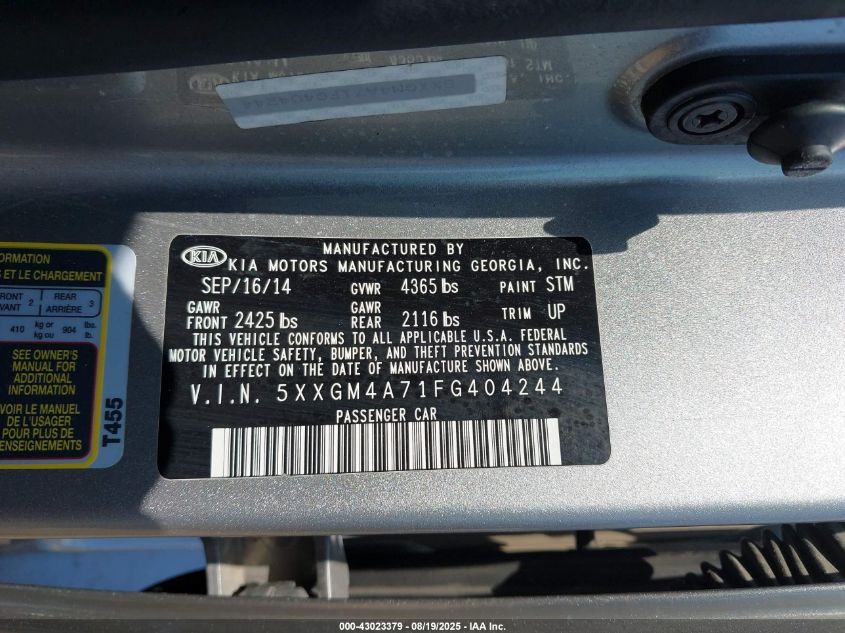 KIA
MANUFACTURED BY
KIA MOTORS MANUFACTURING GEORGIA, INC.
SEP/16/14 GVWR 4365 lbs PAINT STM
GAWR FRONT 2425 lbs GAWR REAR 2116 lbs TRIM UP
THIS VEHICLE CONFORMS TO ALL APPLICABLE U.S.A. FEDERAL
MOTOR VEHICLE SAFETY, BUMPER, AND THEFT PREVENTION STANDARDS
IN EFFECT ON THE DATE OF MANUFACTURE SHOWN ABOVE.
V.I.N. 5XXGM4A71FG404244
PASSENGER CAR
FORMATION
S ET LE CHARGEMENT
FRONT 2 REAR 3
VANT ARRIÈRE
410 kg or 904 lbs.
kg ou lb.
SEE OWNER'S
MANUAL FOR
ADDITIONAL
INFORMATION
VOIR LE MANUEL
DE L'USAGER
POUR PLUS DE
ENSEIGNEMENTS
T455
000-43023379 - 08/19/2025 - IAA Inc.